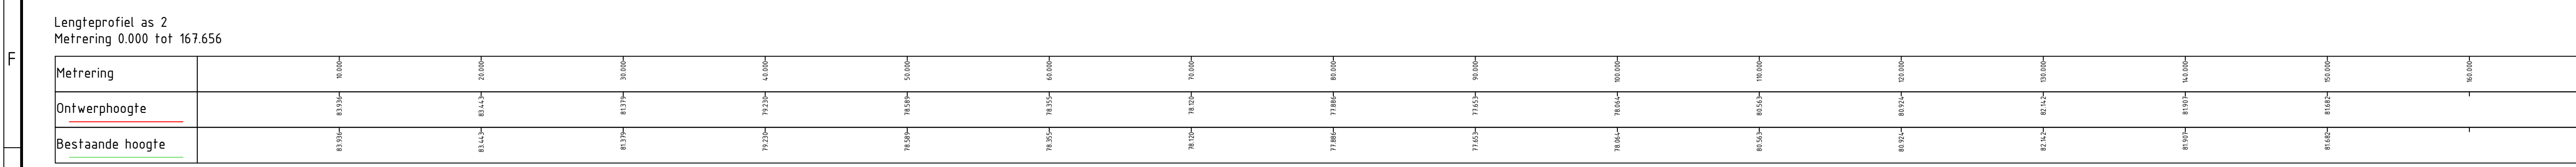 Lengteprofiel as 2
Metrering 0.000 tot 167.656
F
Metrering 10.000 20.000 30.000 40.000 50.000 60.000 70.000 80.000 90.000 100.000 110.000 120.000 130.000 140.000 150.000 160.000
Ontwerphoogte 83.936 83.443 81.379 79.230 78.589 78.355 78.120 77.886 77.653 78.064 80.563 80.924 82.142 81.907 81.682
Bestaande hoogte 83.936 83.443 81.379 79.230 78.589 78.355 78.120 77.886 77.653 78.064 80.563 80.924 82.142 81.907 81.682